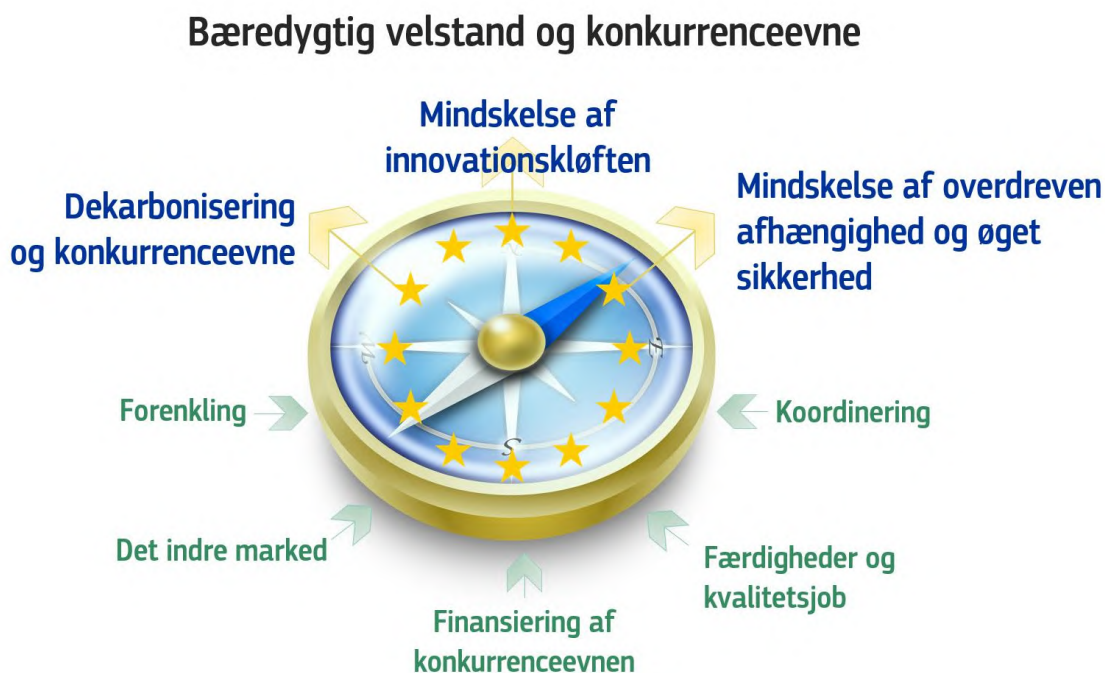 Bæredygtig velstand og konkurrenceevne
Mindskelse af
innovationskløften
Dekarbonisering
og konkurrenceevne
Mindskelse af overdreven
afhængighed og øget
sikkerhed
Forenkling
Koordinering
Det indre marked
Færdigheder og
kvalitetsjob
Finansiering af
konkurrenceevnen
W
E
S